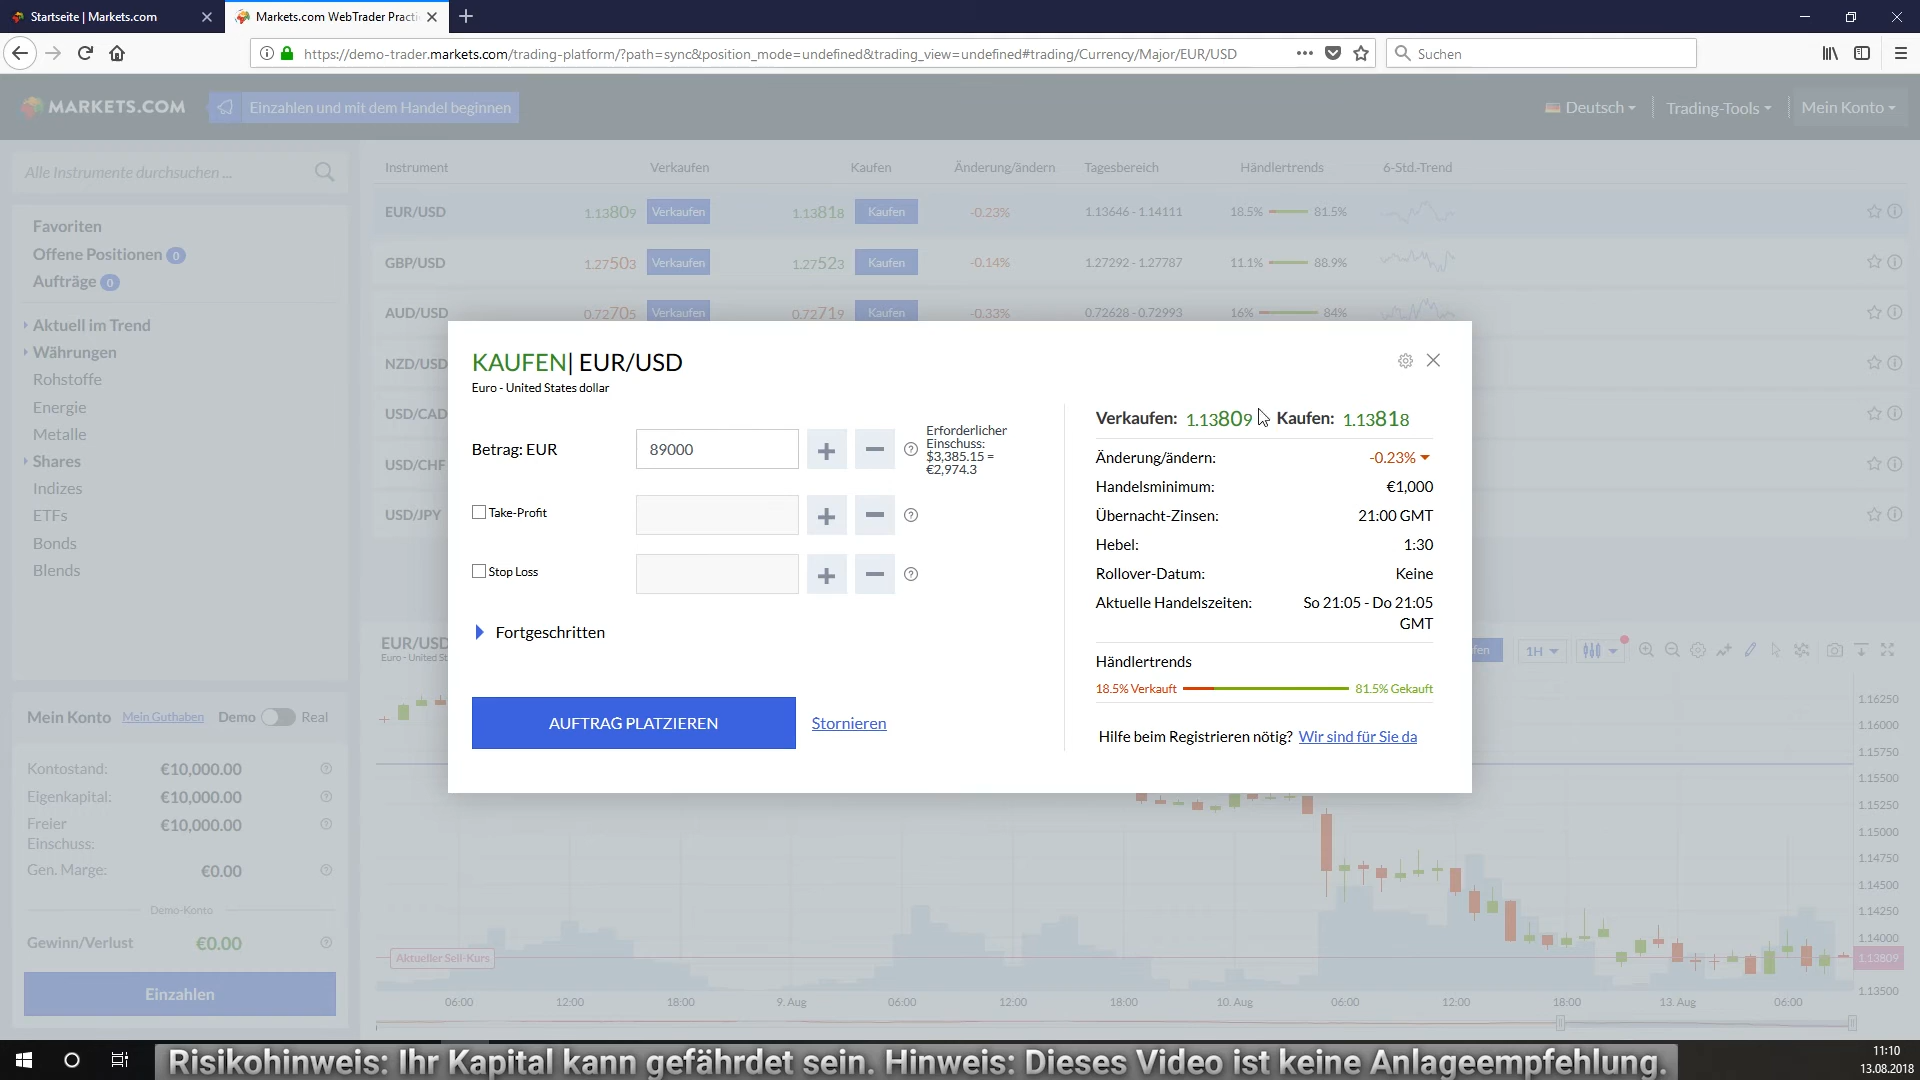 Startseite | Markets.com
Markets.com WebTrader Practi
https://demo-trader.markets.com/trading-platform/?path=sync&position_mode=undefined&trading_view=undefined#trading/Currency/Major/EUR/USD
Suchen
MARKETS.COM
Einzahlen und mit dem Handel beginnen
Deutsch
Trading-Tools
Mein Konto
Alle Instrumente durchsuchen ...
Favoriten
Offene Positionen 0
Aufträge 0
Aktuell im Trend
Währungen
Rohstoffe
Energie
Metalle
Shares
Indizes
ETFs
Bonds
Blends
Instrument Verkaufen Kaufen Änderung/ändern Tagesbereich Händlertrends 6-Std.-Trend
EUR/USD 1.13809 Verkaufen 1.13818 Kaufen -0.23% 1.13646 - 1.14111 18.5% 81.5%
GBP/USD 1.27503 Verkaufen 1.27523 Kaufen -0.14% 1.27292 - 1.27787 11.1% 88.9%
AUD/USD 0.72705 Verkaufen 0.72719 Kaufen -0.33% 0.72628 - 0.72993 16% 84%
NZD/USD
USD/CAD
USD/CHF
USD/JPY
KAUFEN| EUR/USD
Euro - United States dollar
Betrag: EUR
89000
Erforderlicher
Einschuss:
$3,385.15 =
€2,974.3
Take-Profit
Stop Loss
Fortgeschritten
AUFTRAG PLATZIEREN
Stornieren
Verkaufen: 1.13809 Kaufen: 1.13818
Änderung/ändern: -0.23%
Handelsminimum: €1,000
Übernacht-Zinsen: 21:00 GMT
Hebel: 1:30
Rollover-Datum: Keine
Aktuelle Handelszeiten: So 21:05 - Do 21:05
GMT
Händlertrends
18.5% Verkauft 81.5% Gekauft
Hilfe beim Registrieren nötig? Wir sind für Sie da
EUR/USD
Euro - United St
fen
1H
Mein Konto Mein Guthaben Demo Real
Kontostand: €10,000.00
Eigenkapital: €10,000.00
Freier
Einschuss: €10,000.00
Gen. Marge: €0.00
Demo-Konto
Gewinn/Verlust €0.00
Einzahlen
1.16250
1.16000
1.15750
1.15500
1.15250
1.15000
1.14750
1.14500
1.14250
1.14000
1.13809
1.13500
Aktueller Sell-Kurs
06:00 12:00 18:00 9. Aug 06:00 12:00 18:00 10. Aug 06:00 12:00 18:00 13. Aug 06:00
Risikohinweis: Ihr Kapital kann gefährdet sein. Hinweis: Dieses Video ist keine Anlageempfehlung.
11:10
13.08.2018